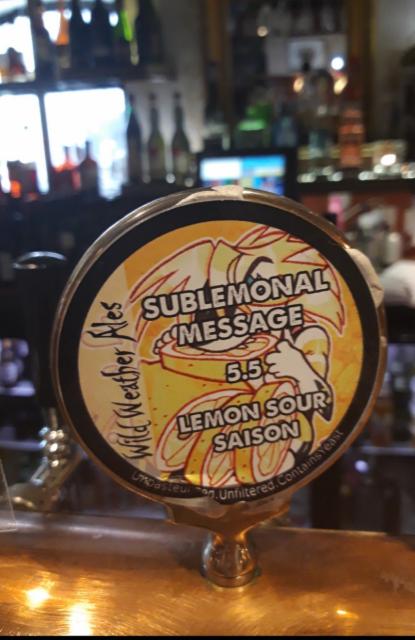 Wild Weather Ales
SUBLEMONAL
MESSAGE
5.5
LEMON SOUR
SAISON
Unpasteurised.Unfiltered.Contains Yeast